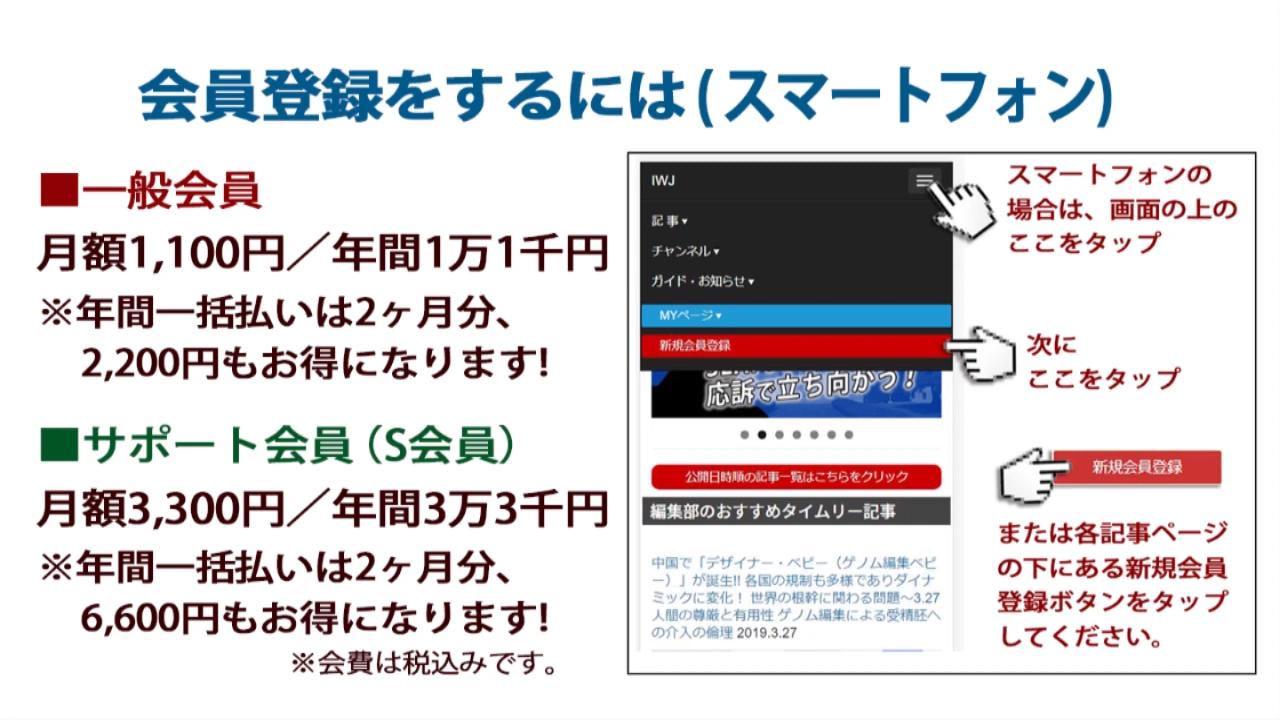 会員登録をするには(スマートフォン)
■一般会員
月額1,100円／年間1万1千円
※年間一括払いは2ヶ月分、
2,200円もお得になります!
■サポート会員（S会員）
月額3,300円／年間3万3千円
※年間一括払いは2ヶ月分、
6,600円もお得になります!
※会費は税込みです。
IWJ
記 事▼
チャンネル▼
ガイド・お知らせ▼
MYページ▼
新規会員登録
応訴で立ち向かう！
公開日時順の記事一覧はこちらをクリック
編集部のおすすめタイムリー記事
中国で「デザイナー・ベビー（ゲノム編集ベビ
ー）」が誕生!! 各国の規制も多様でありダイナ
ミックに変化！ 世界の根幹に関わる問題～3.27
人間の尊厳と有用性 ゲノム編集による受精胚へ
の介入の倫理 2019.3.27
スマートフォンの
場合は、画面の上の
ここをタップ
次に
ここをタップ
新規会員登録
または各記事ページ
の下にある新規会員
登録ボタンをタップ
してください。